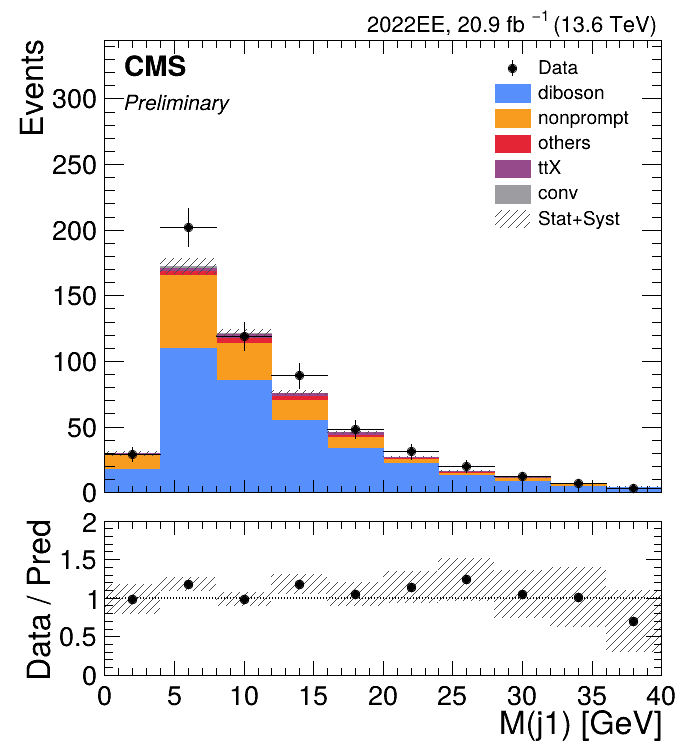 2022EE, 20.9 fb⁻¹ (13.6 TeV)
CMS
Preliminary
Events
300
250
200
150
100
50
0
Data
diboson
nonprompt
others
ttX
conv
Stat+Syst
Data / Pred
2
1.5
1
0.5
0
0 5 10 15 20 25 30 35 40
M(j1) [GeV]